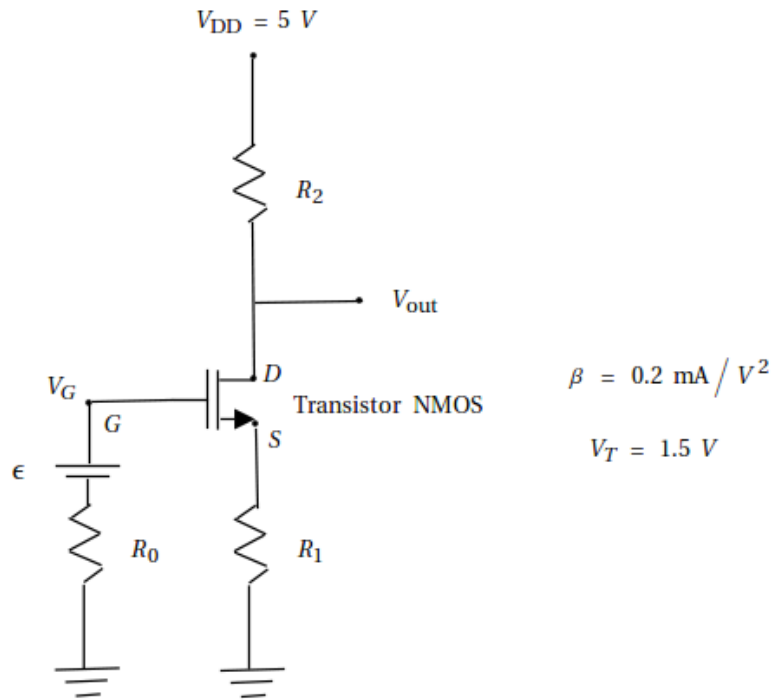 V_DD = 5 V
R_2
V_out
V_G
G
D
Transistor NMOS
S
β = 0.2 mA / V^2
V_T = 1.5 V
ϵ
R_0
R_1